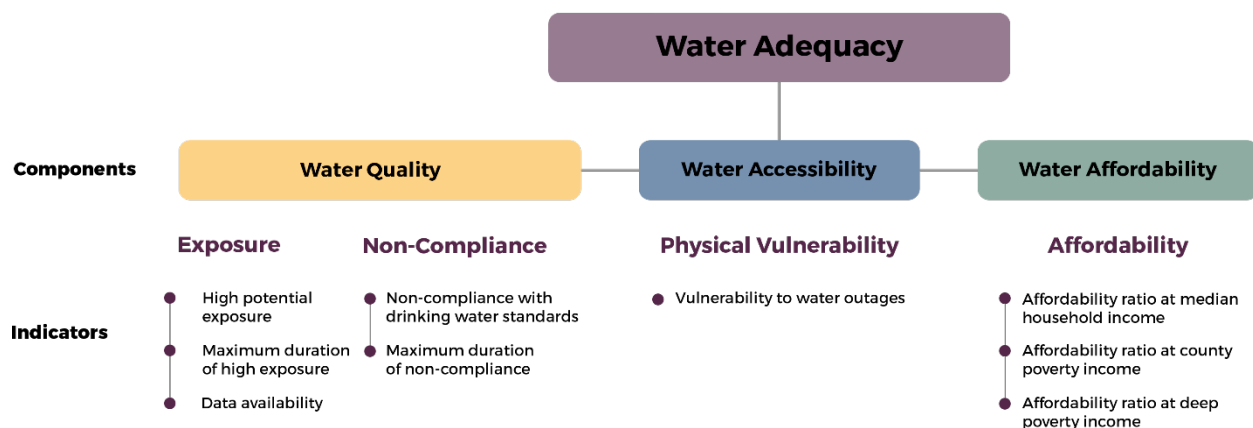 Water Adequacy
Components
Water Quality
Water Accessibility
Water Affordability
Exposure
Non-Compliance
Physical Vulnerability
Affordability
Indicators
High potential
exposure
Maximum duration
of high exposure
Data availability
Non-compliance with
drinking water standards
Maximum duration
of non-compliance
Vulnerability to water outages
Affordability ratio at median
household income
Affordability ratio at county
poverty income
Affordability ratio at deep
poverty income